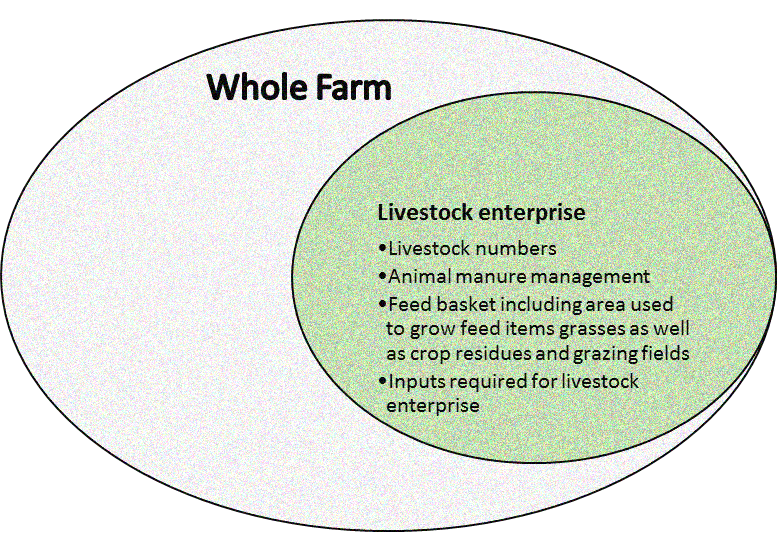 Whole Farm
Livestock enterprise
•Livestock numbers
•Animal manure management
•Feed basket including area used
to grow feed items grasses as well
as crop residues and grazing fields
•Inputs required for livestock
enterprise